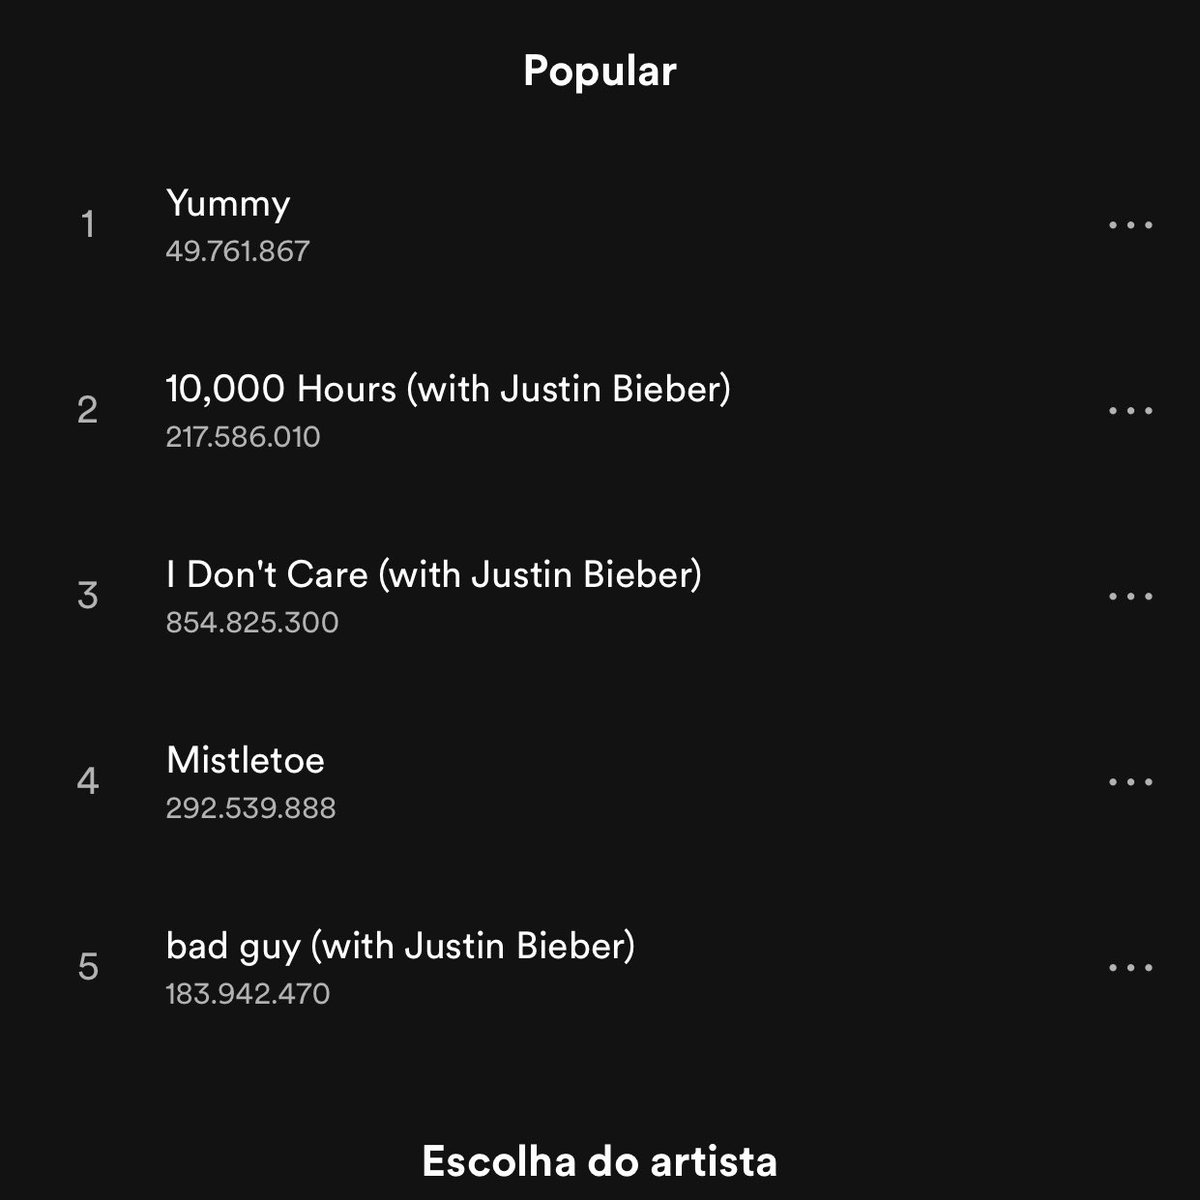 Popular
1
Yummy
49.761.867
2
10,000 Hours (with Justin Bieber)
217.586.010
3
I Don't Care (with Justin Bieber)
854.825.300
4
Mistletoe
292.539.888
5
bad guy (with Justin Bieber)
183.942.470
Escolha do artista